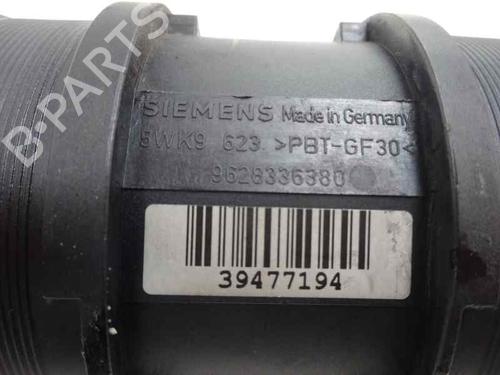 SIEMENS Made in Germany
5WK9 623 >PBT-GF30<
9628336380
39477194
B-PARTS